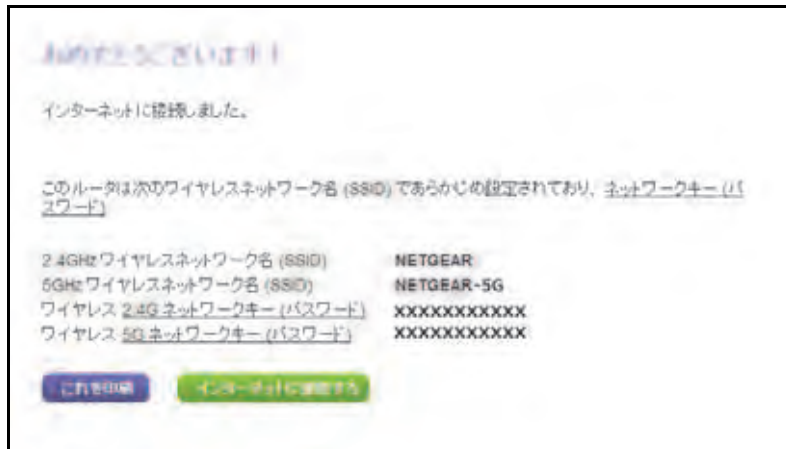 おめでとうございます！
インターネットに接続しました。
このルータは次のワイヤレスネットワーク名 (SSID) であらかじめ設定されており、ネットワークキー (パ
スワード)
2.4GHz ワイヤレスネットワーク名 (SSID) NETGEAR
5GHz ワイヤレスネットワーク名 (SSID) NETGEAR-5G
ワイヤレス 2.4G ネットワークキー (パスワード) XXXXXXXXXXX
ワイヤレス 5G ネットワークキー (パスワード) XXXXXXXXXXX
これを印刷 インターネットに接続する